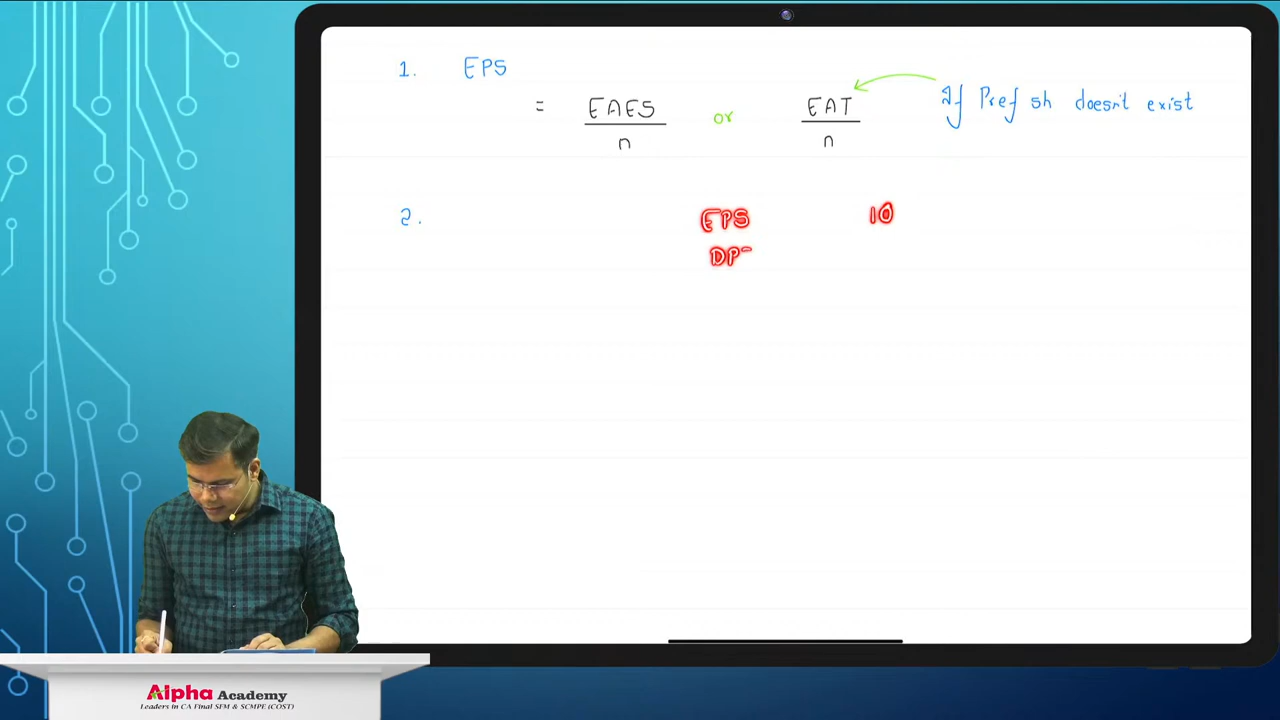 1. EPS
= EAES / n or EAT / n If Pref sh doesn't exist
2. EPS 10
DP
Alpha Academy
Leaders in CA Final SFM & SCMPE (COST)